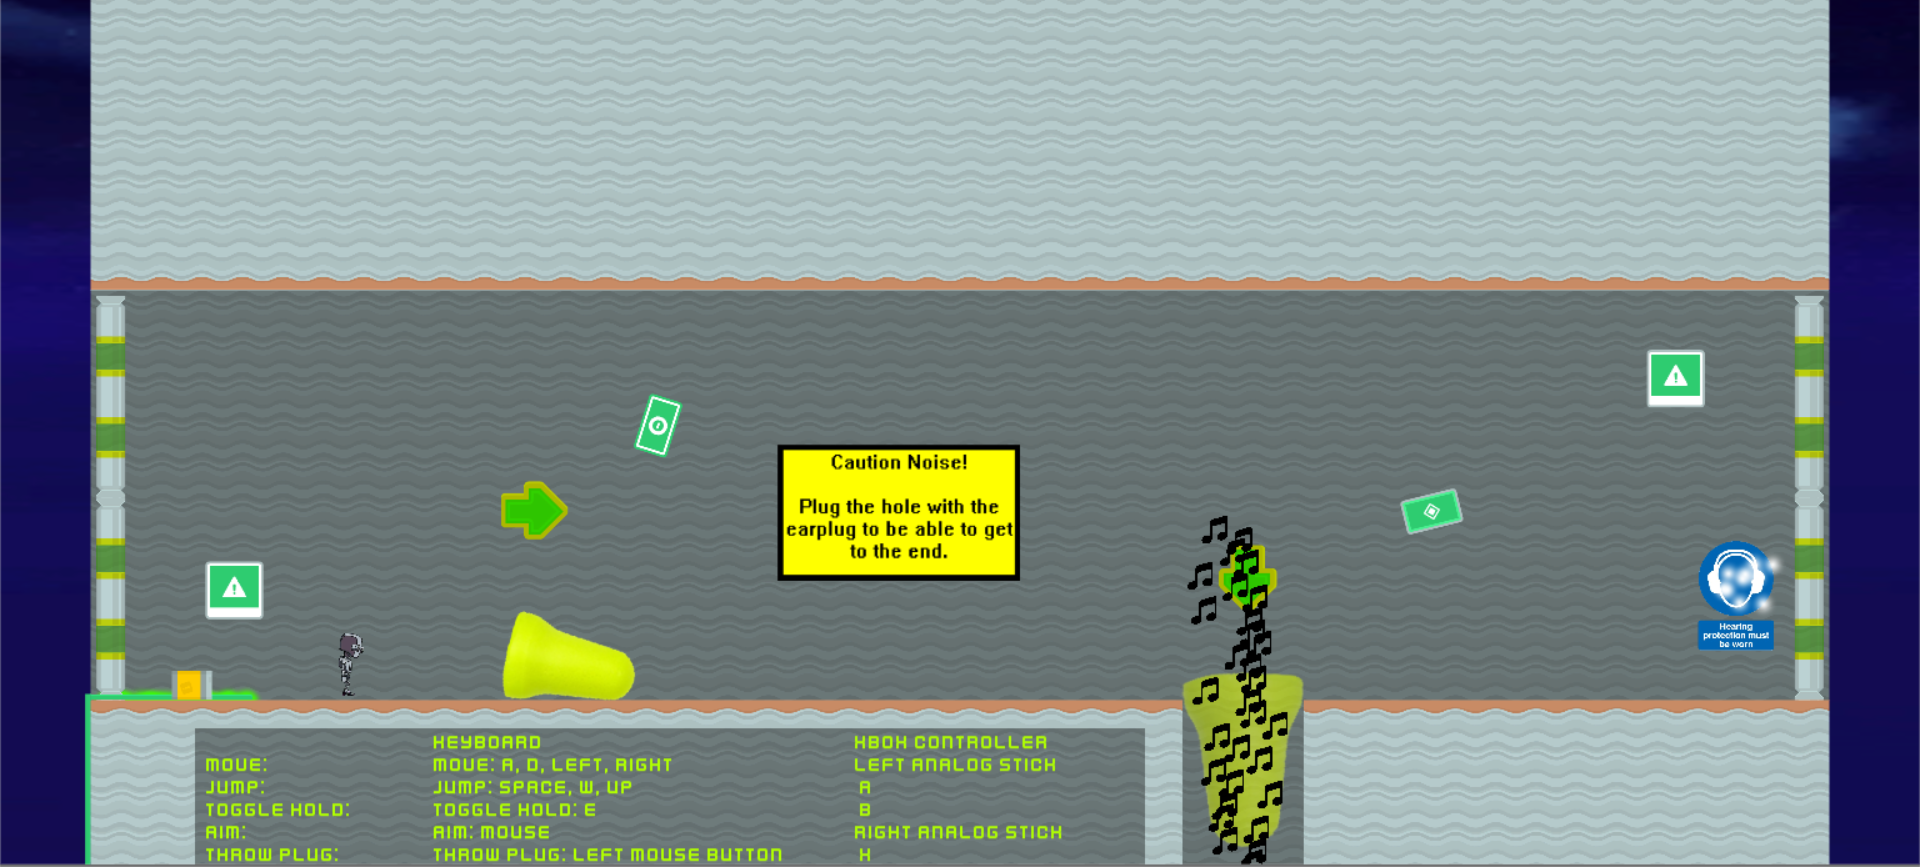 Caution Noise!
Plug the hole with the
earplug to be able to get
to the end.
Hearing
protection must
be worn
KEYBOARD XBOX CONTROLLER
MOVE: MOVE: A, D, LEFT, RIGHT LEFT ANALOG STICK
JUMP: JUMP: SPACE, W, UP A
TOGGLE HOLD: TOGGLE HOLD: E B
AIM: AIM: MOUSE RIGHT ANALOG STICK
THROW PLUG: THROW PLUG: LEFT MOUSE BUTTON X